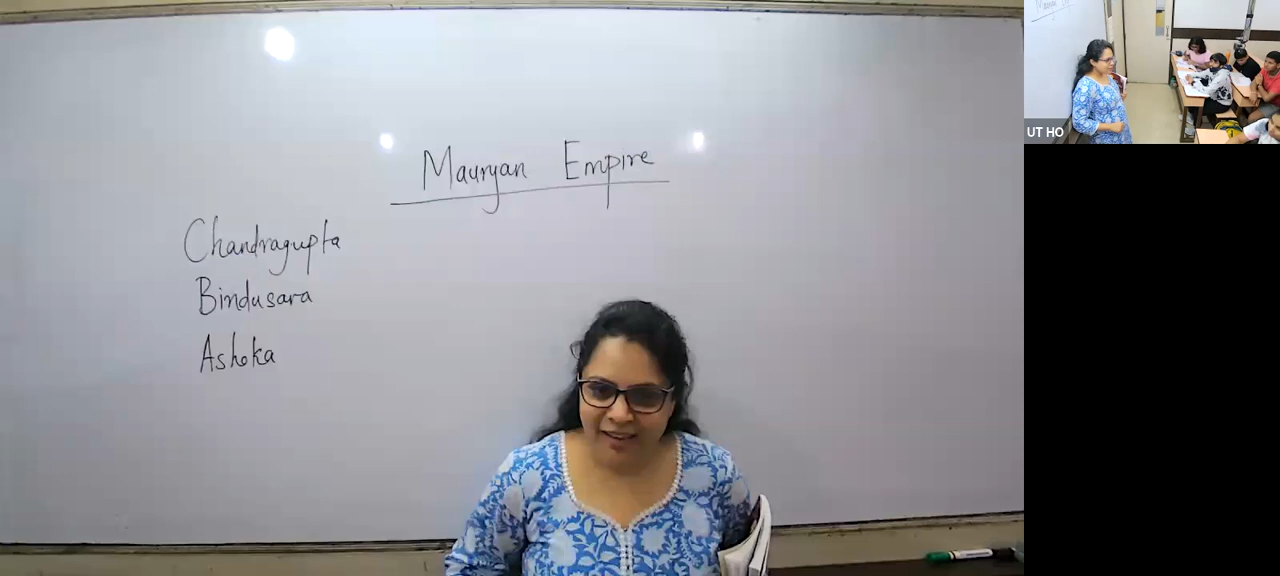 Mauryan Empire
Chandragupta
Bindusara
Ashoka
UT HO